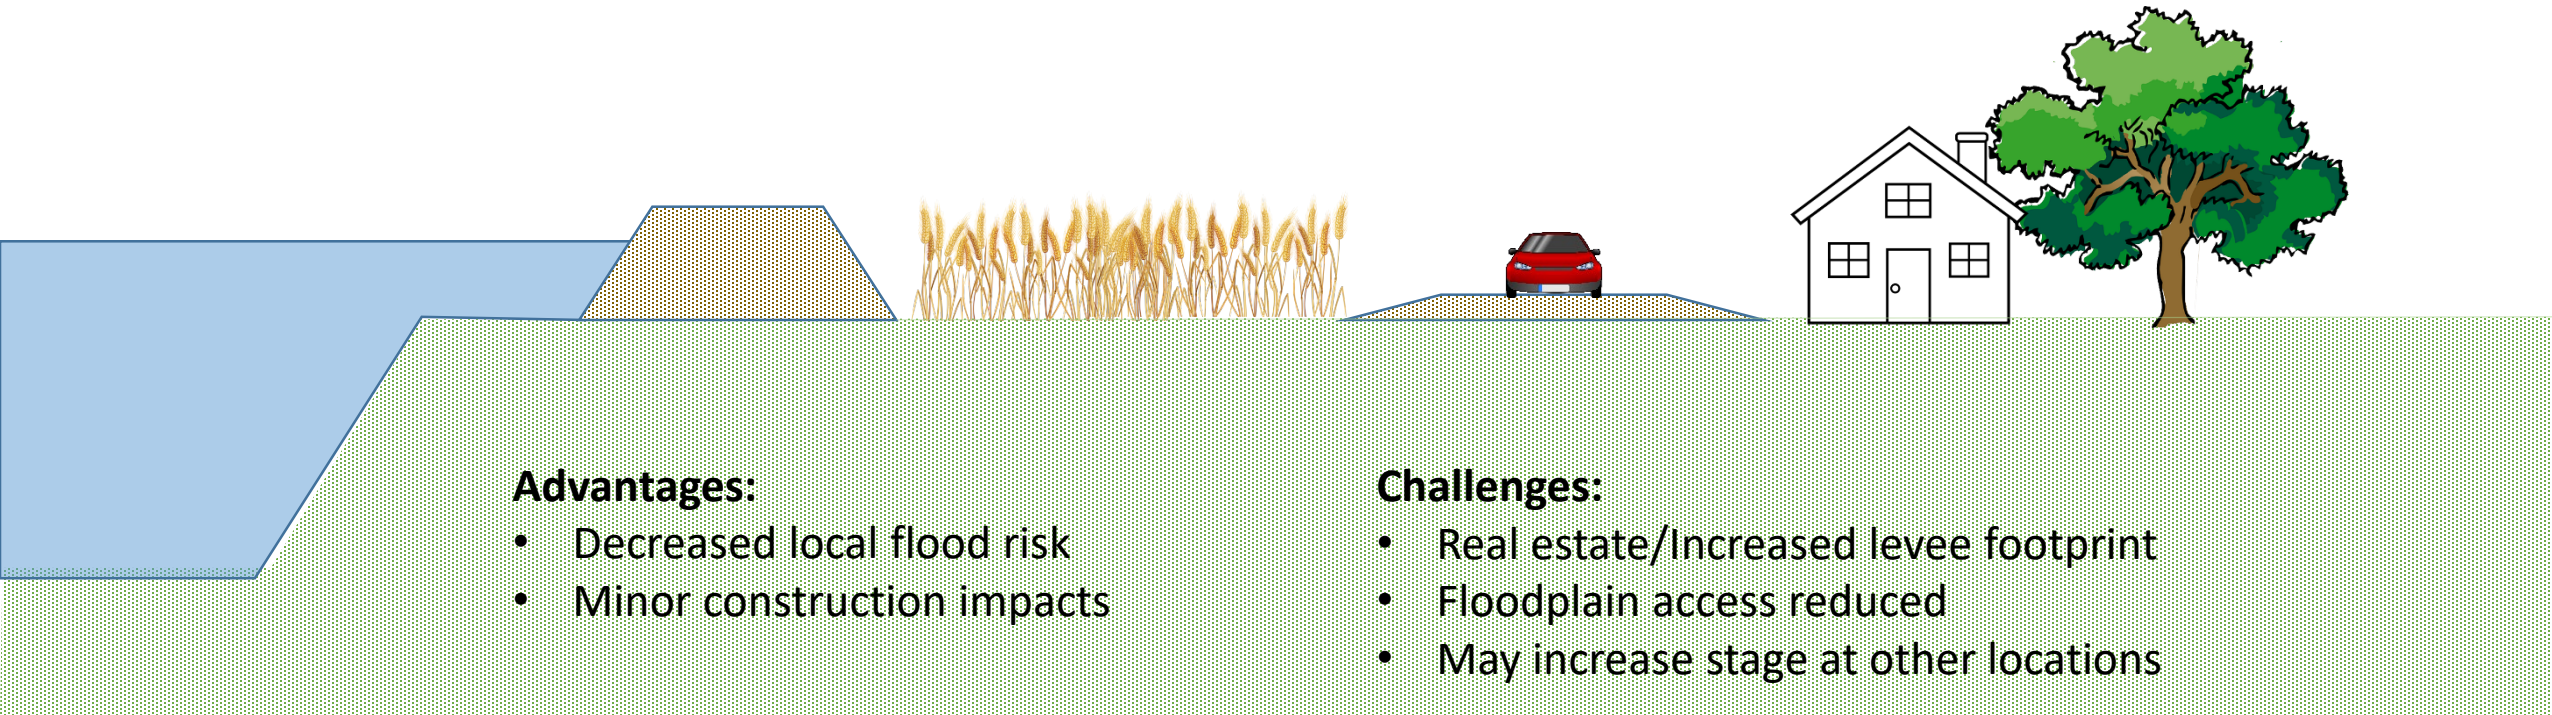 Advantages:
• Decreased local flood risk
• Minor construction impacts
Challenges:
• Real estate/Increased levee footprint
• Floodplain access reduced
• May increase stage at other locations